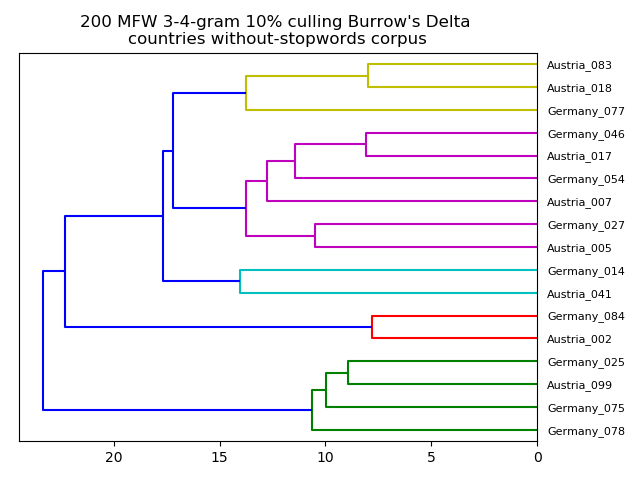 200 MFW 3-4-gram 10% culling Burrow's Delta
countries without-stopwords corpus
Austria_083
Austria_018
Germany_077
Germany_046
Austria_017
Germany_054
Austria_007
Germany_027
Austria_005
Germany_014
Austria_041
Germany_084
Austria_002
Germany_025
Austria_099
Germany_075
Germany_078
20 15 10 5 0